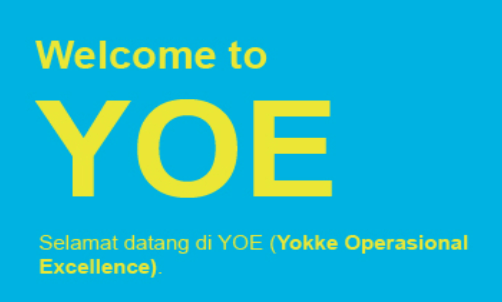 Welcome to
YOE
Selamat datang di YOE (Yokke Operasional
Excellence).